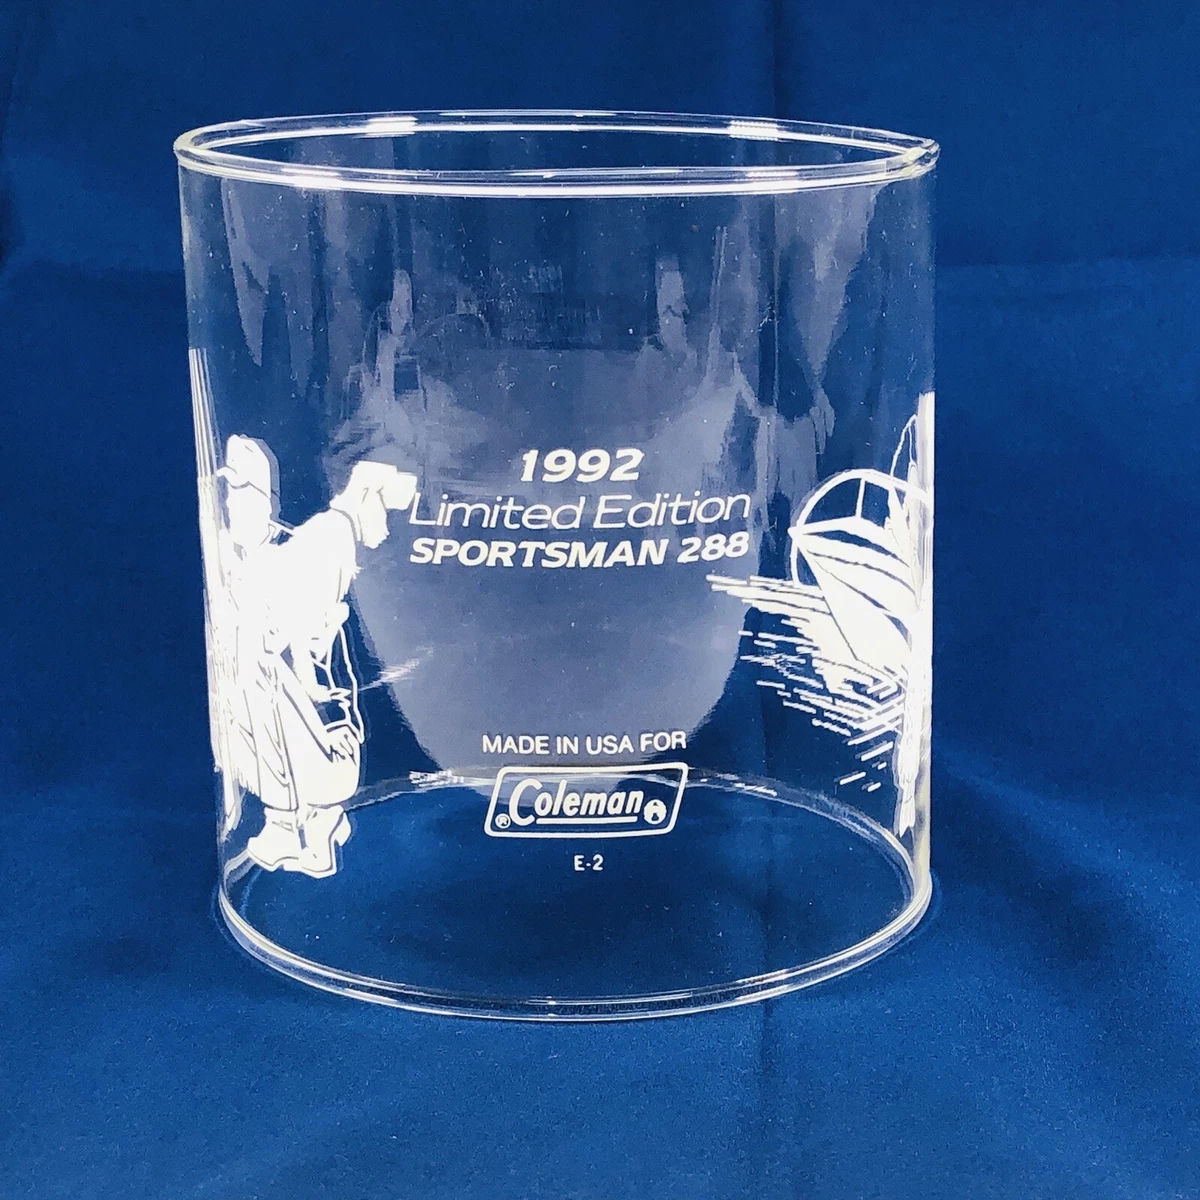 1992
Limited Edition
SPORTSMAN 288
MADE IN USA FOR
® Coleman
E-2